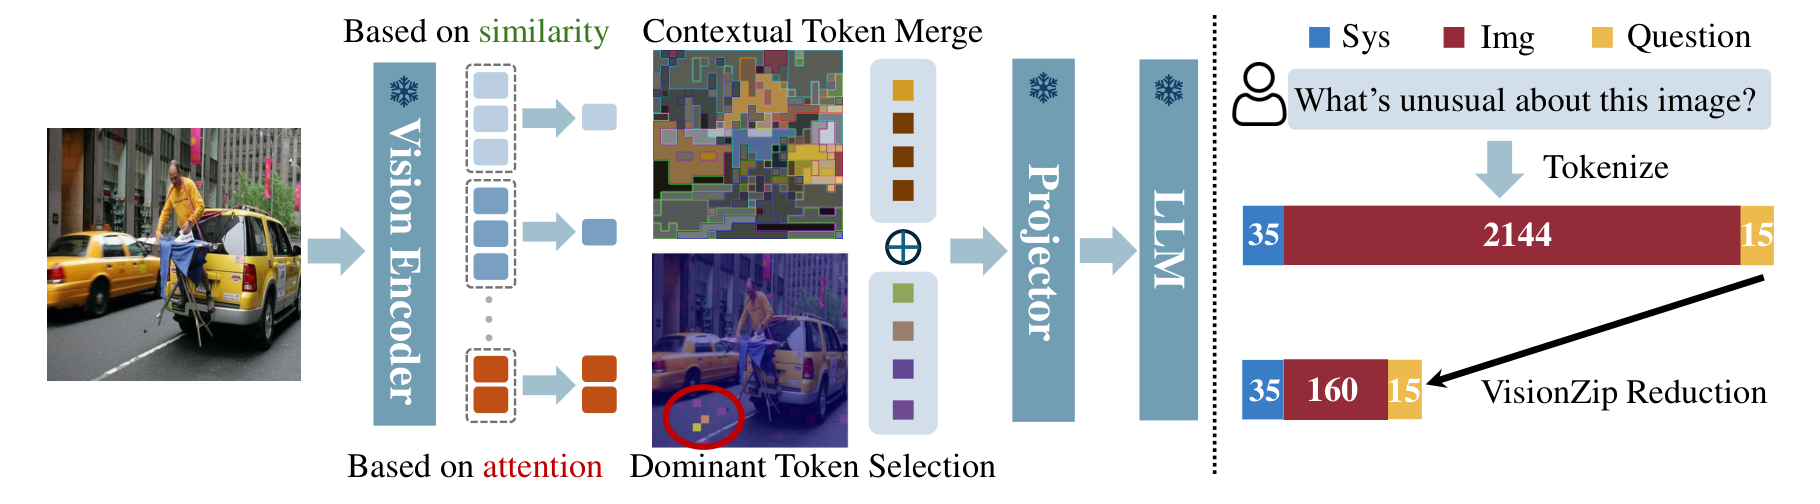 Based on similarity
Contextual Token Merge
Vision Encoder
Projector
LLM
Based on attention
Dominant Token Selection
Sys
Img
Question
What's unusual about this image?
Tokenize
35
2144
15
35
160
15
VisionZip Reduction